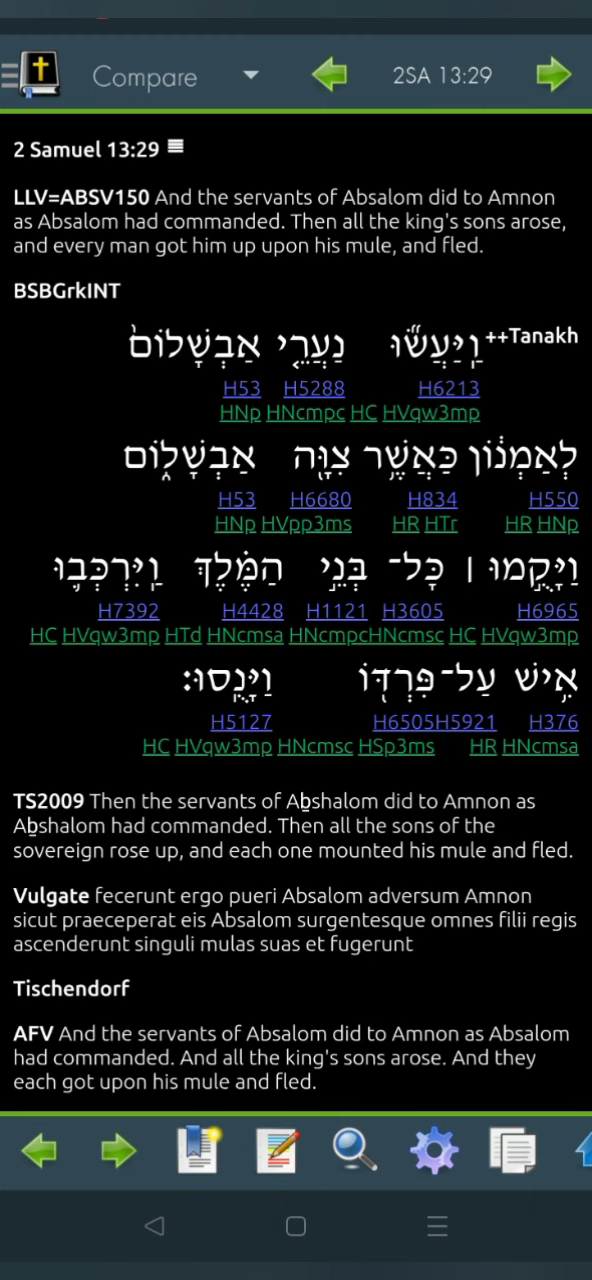 Compare
2SA 13:29
2 Samuel 13:29
LLV=ABSV150 And the servants of Absalom did to Amnon
as Absalom had commanded. Then all the king's sons arose,
and every man got him up upon his mule, and fled.
BSBGrkINT
++Tanakh וַֽיַּעֲשׂ֞וּ נַעֲרֵ֤י אַבְשָׁלוֹם֙
H53 H5288 H6213
HNp HNcmpc HC HVqw3mp
לְאַמְנ֔וֹן כַּאֲשֶׁ֥ר צִוָּ֖ה אַבְשָׁל֑וֹם
H53 H6680 H834 H550
HNp HVpp3ms HR HTr HR HNp
וַיָּקֻ֣מוּ ׀ כָּל־ בְּנֵ֣י הַמֶּ֗לֶךְ וַֽיִּרְכְּב֛וּ
H7392 H4428 H1121 H3605 H6965
HC HVqw3mp HTd HNcmsa HNcmpcHNcmsc HC HVqw3mp
אִ֥ישׁ עַל־פִּרְדּ֖וֹ וַיָּנֻֽסוּ׃
H5127 H6505H5921 H376
HC HVqw3mp HNcmsc HSp3ms HR HNcmsa
TS2009 Then the servants of Aḇshalom did to Amnon as
Aḇshalom had commanded. Then all the sons of the
sovereign rose up, and each one mounted his mule and fled.
Vulgate fecerunt ergo pueri Absalom adversum Amnon
sicut praeceperat eis Absalom surgentesque omnes filii regis
ascenderunt singuli mulas suas et fugerunt
Tischendorf
AFV And the servants of Absalom did to Amnon as Absalom
had commanded. And all the king's sons arose. And they
each got upon his mule and fled.